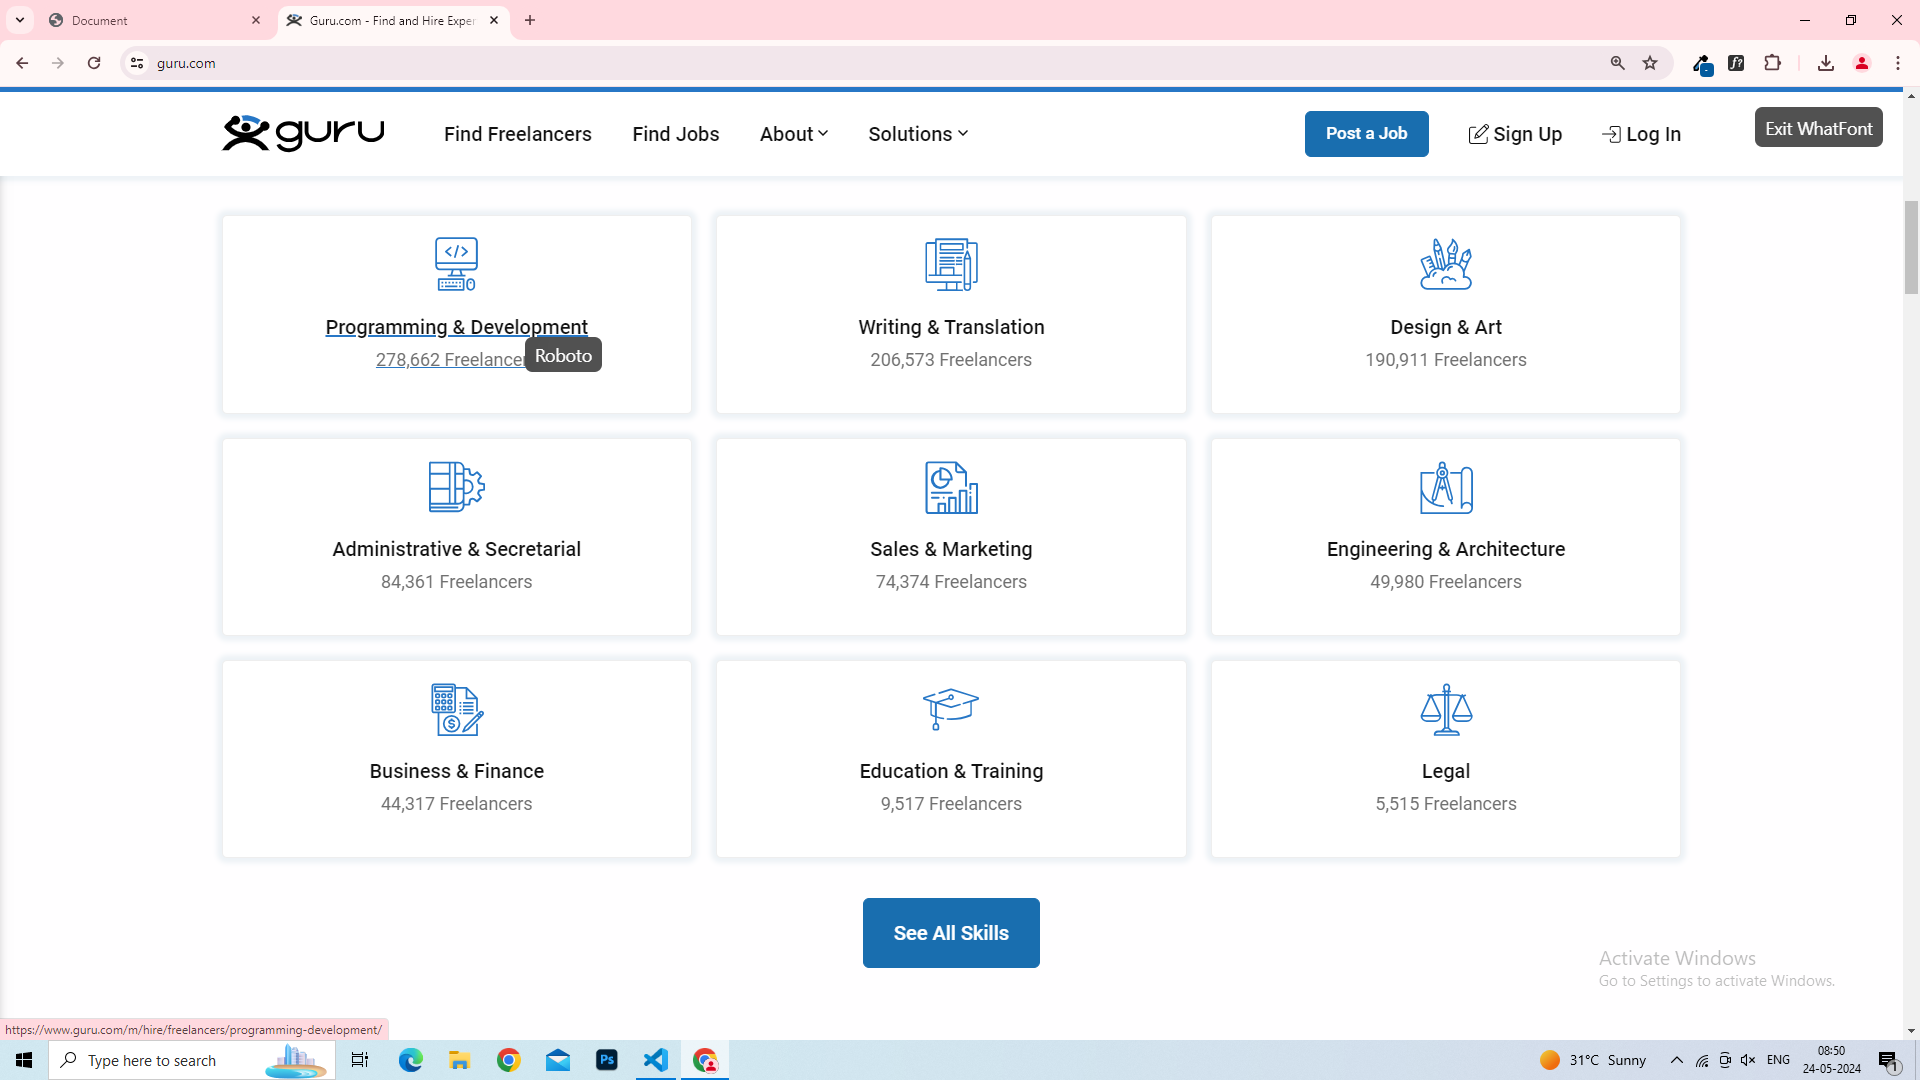 Document
Guru.com - Find and Hire Exper
guru.com
guru
Find Freelancers
Find Jobs
About
Solutions
Post a Job
Sign Up
Log In
Exit WhatFont
Programming & Development
278,662 Freelancer
Roboto
Writing & Translation
206,573 Freelancers
Design & Art
190,911 Freelancers
Administrative & Secretarial
84,361 Freelancers
Sales & Marketing
74,374 Freelancers
Engineering & Architecture
49,980 Freelancers
Business & Finance
44,317 Freelancers
Education & Training
9,517 Freelancers
Legal
5,515 Freelancers
See All Skills
Activate Windows
Go to Settings to activate Windows.
https://www.guru.com/m/hire/freelancers/programming-development/
Type here to search
Ps
31°C Sunny
ENG
08:50
24-05-2024
1